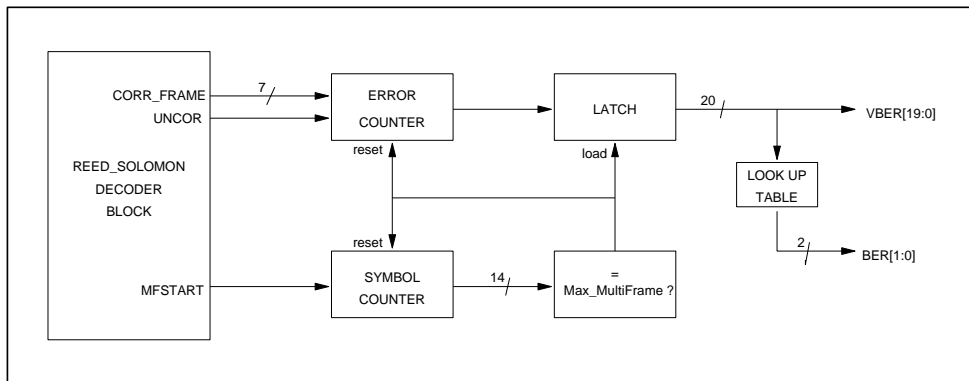 CORR_FRAME
UNCOR
REED_SOLOMON
DECODER
BLOCK
MFSTART
7
ERROR
COUNTER
reset
reset
SYMBOL
COUNTER
14
LATCH
load
=
Max_MultiFrame ?
20
VBER[19:0]
LOOK UP
TABLE
2
BER[1:0]